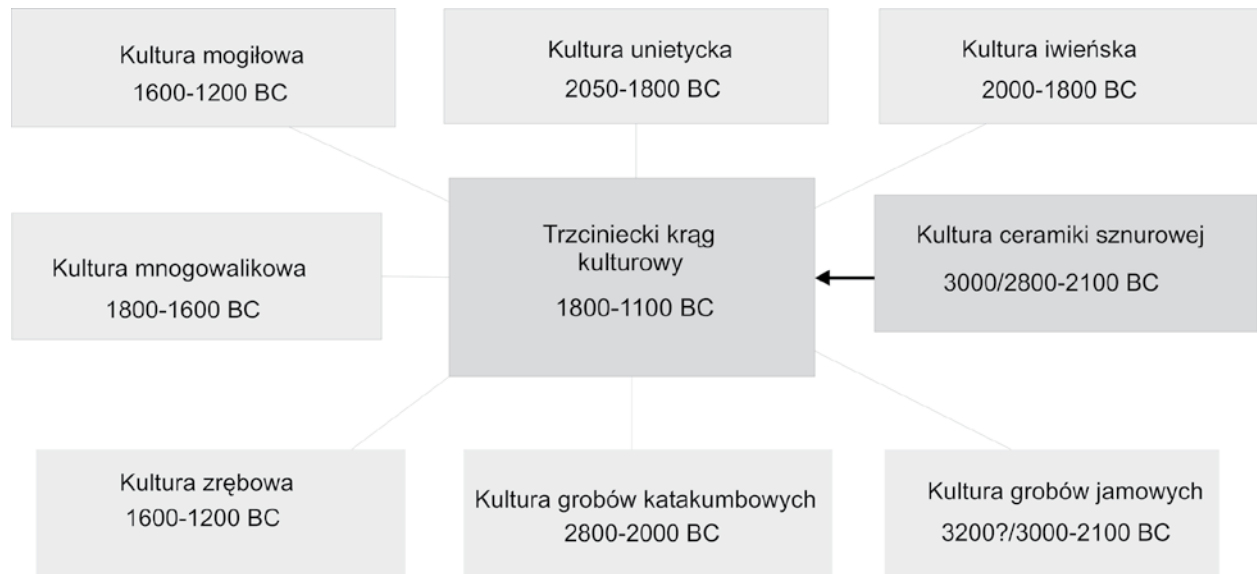 Kultura mogiłowa
1600-1200 BC
Kultura unietycka
2050-1800 BC
Kultura iwieńska
2000-1800 BC
Kultura mnogowalikowa
1800-1600 BC
Trzciniecki krąg
kulturowy
1800-1100 BC
Kultura ceramiki sznurowej
3000/2800-2100 BC
Kultura zrębowa
1600-1200 BC
Kultura grobów katakumbowych
2800-2000 BC
Kultura grobów jamowych
3200?/3000-2100 BC